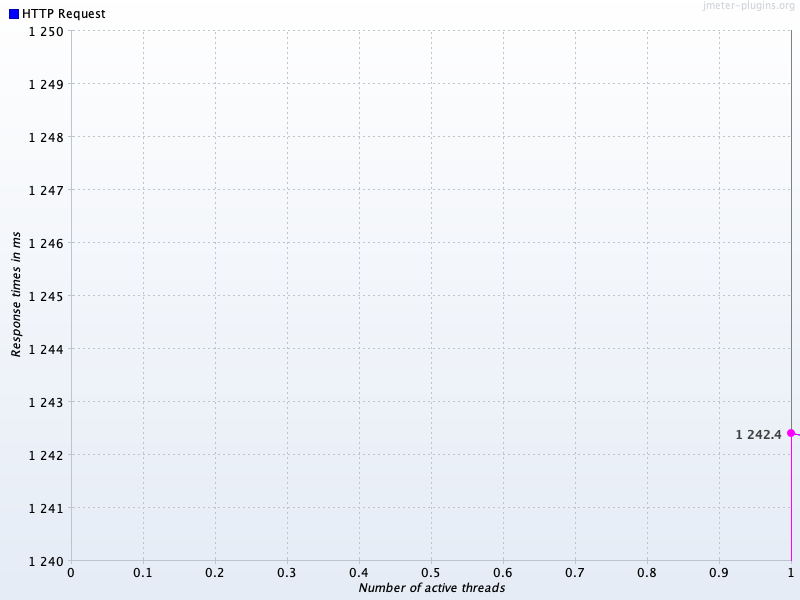 jmeter-plugins.org
HTTP Request
1 250
1 249
1 248
1 247
1 246
1 245
1 244
1 243
1 242
1 241
1 240
Response times in ms
1 242.4
0 0.1 0.2 0.3 0.4 0.5 0.6 0.7 0.8 0.9 1
Number of active threads